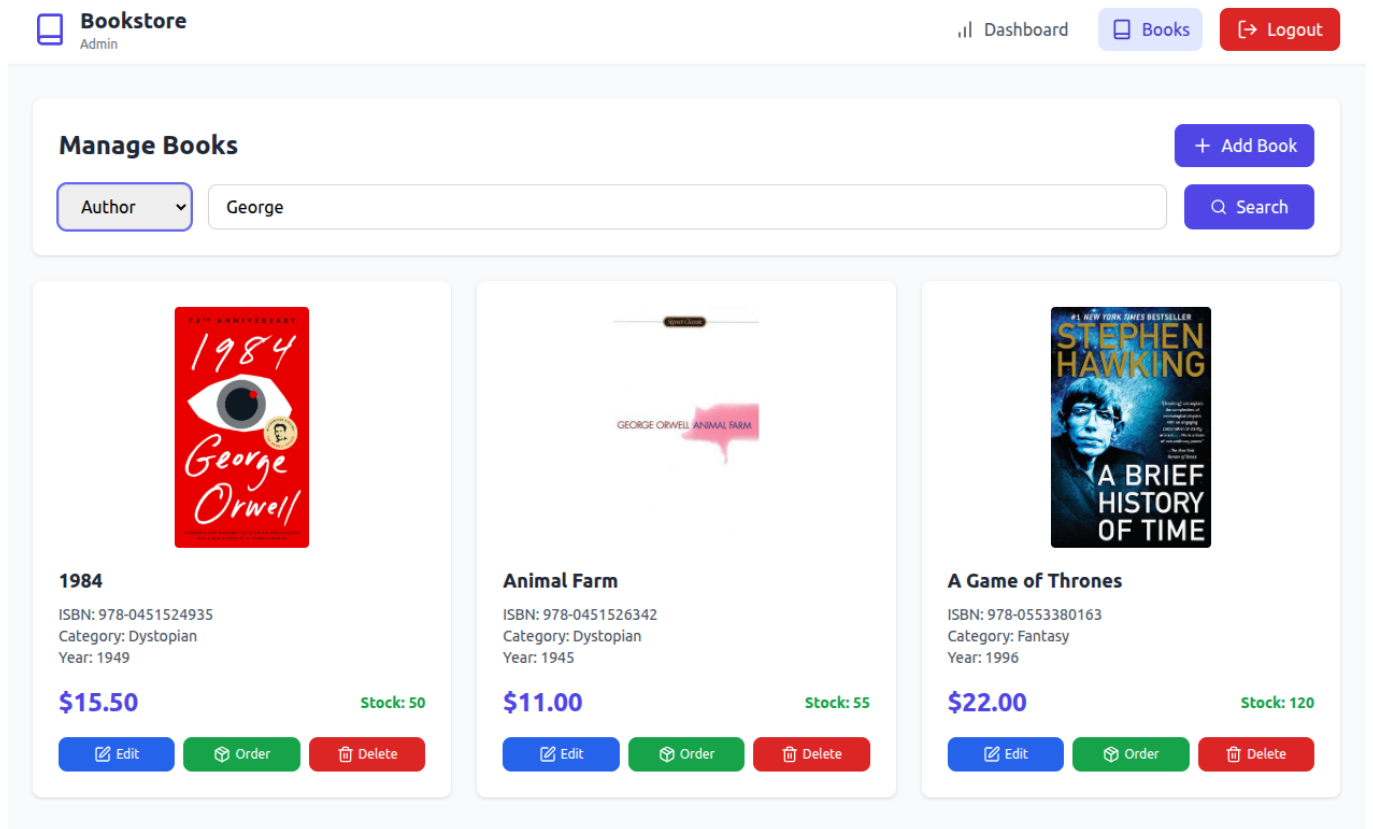 Bookstore
Admin
Dashboard
Books
Logout
Manage Books
Add Book
Author
George
Search
75TH ANNIVERSARY
1984
George
Orwell
Signet Classic
GEORGE ORWELL ANIMAL FARM
#1 NEW YORK TIMES BESTSELLER
STEPHEN
HAWKING
A BRIEF
HISTORY
OF TIME
1984
ISBN: 978-0451524935
Category: Dystopian
Year: 1949
$15.50
Stock: 50
Edit
Order
Delete
Animal Farm
ISBN: 978-0451526342
Category: Dystopian
Year: 1945
$11.00
Stock: 55
Edit
Order
Delete
A Game of Thrones
ISBN: 978-0553380163
Category: Fantasy
Year: 1996
$22.00
Stock: 120
Edit
Order
Delete